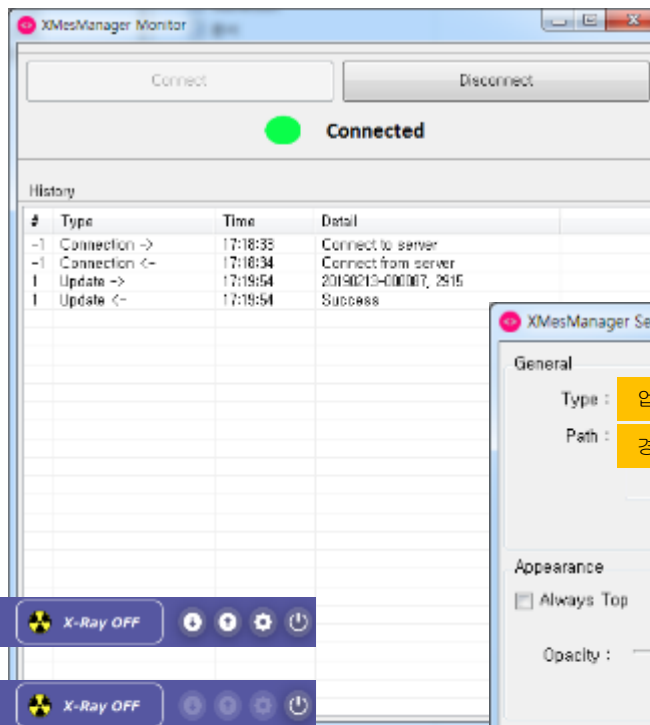 XMesManager Monitor
Connect
Disconnect
Connected
History
# Type Time Detail
-1 Connection -> 17:18:33 Connect to server
-1 Connection <- 17:18:34 Connect from server
1 Update -> 17:19:54 20190213-000007, 2915
1 Update <- 17:19:54 Success
XMesManager Se
General
Type :
Path :
Appearance
Always Top
Opacity :
X-Ray OFF
X-Ray OFF